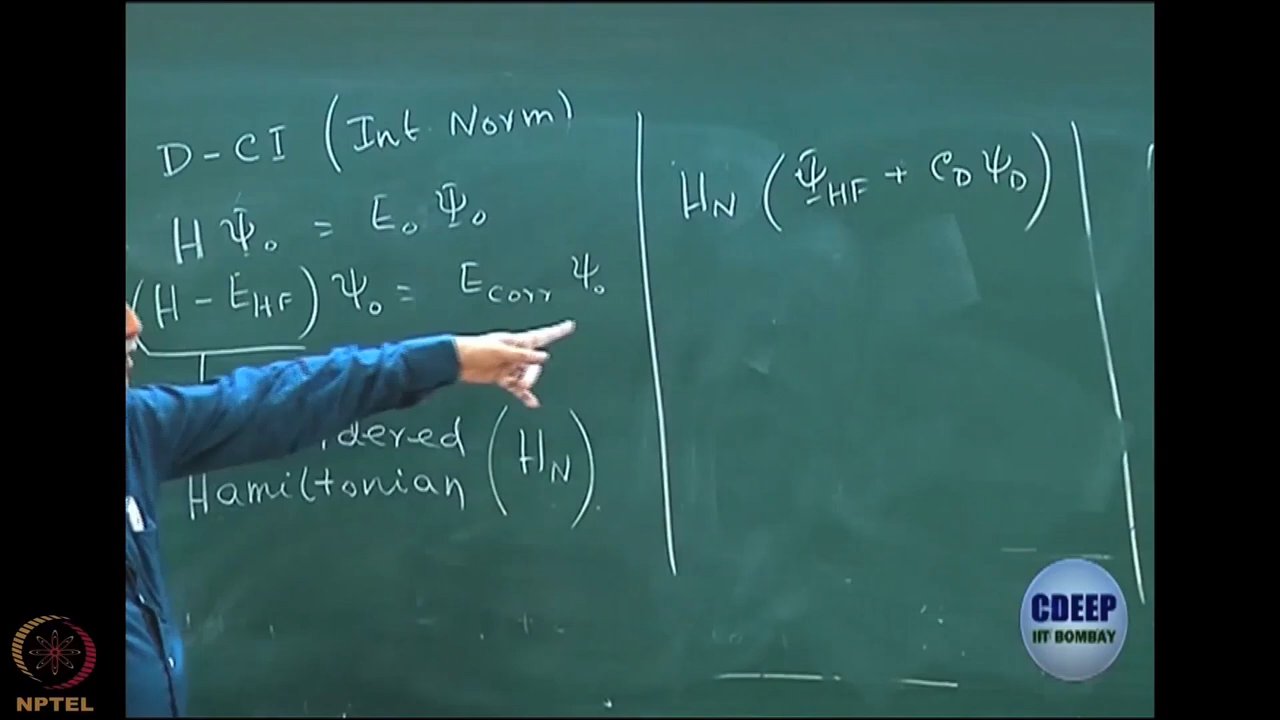 D-CI (Int Norm)
H Ψ₀ = E₀ Ψ₀
(H - E_HF) Ψ₀ = E_corr Ψ₀
Hamiltonian (H_N)
H_N (Ψ_HF + C_D Ψ_D)
CDEEP
IIT BOMBAY
NPTEL